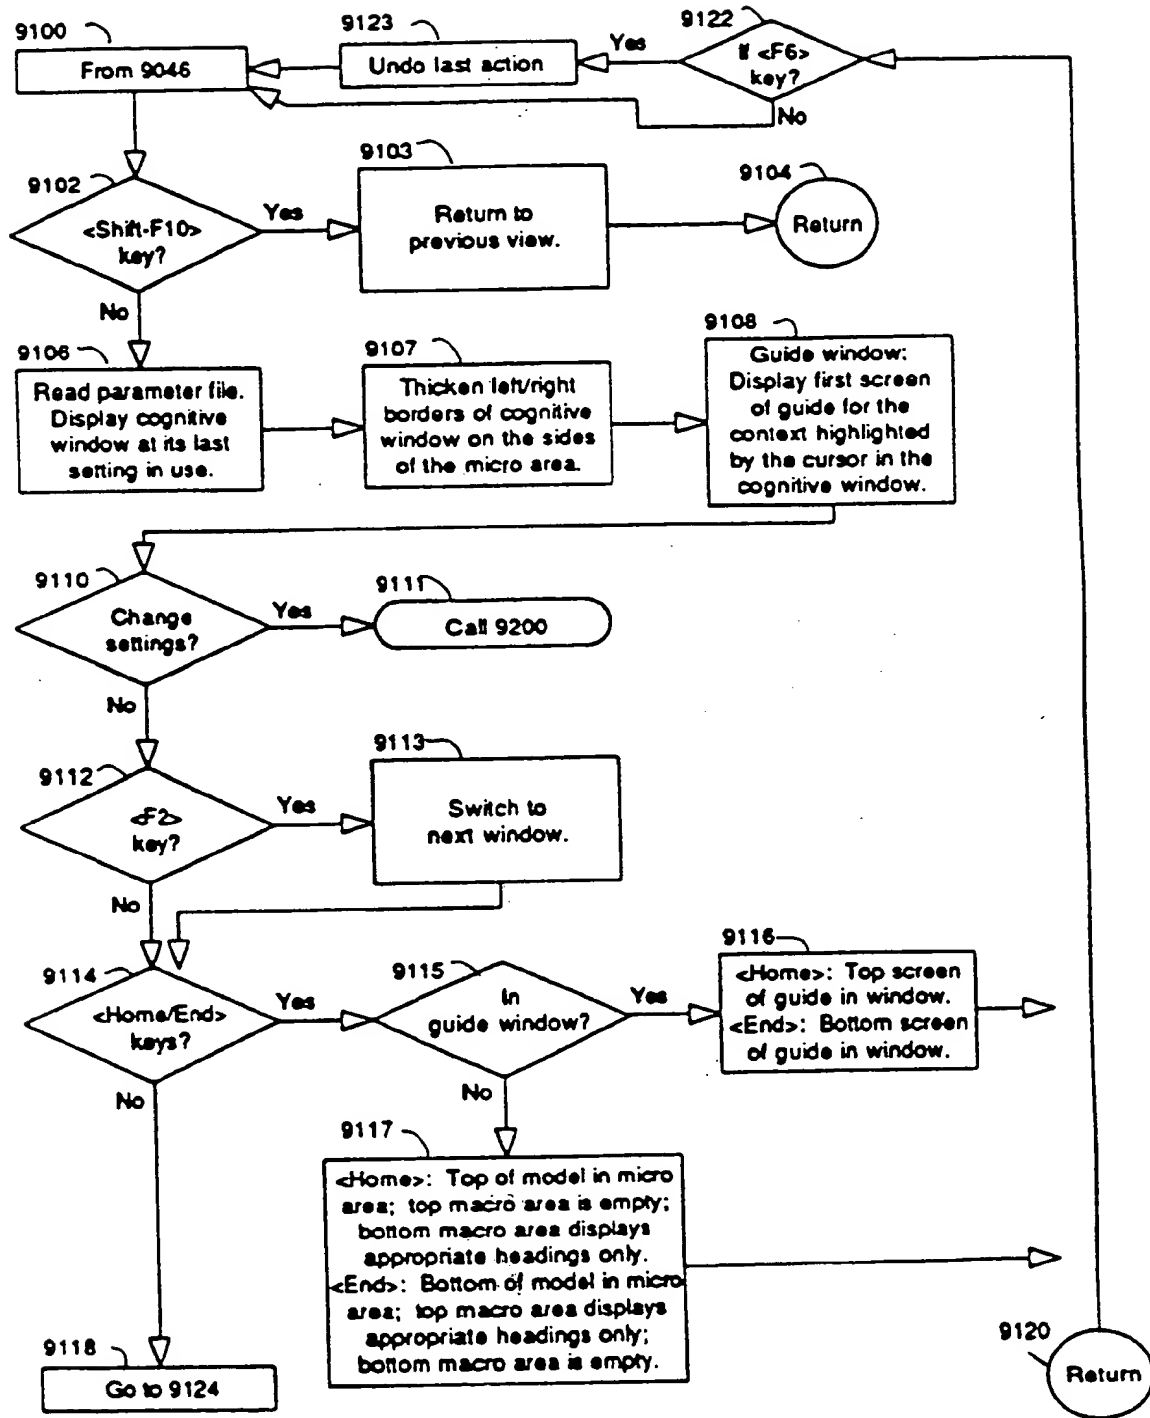 9100
From 9046
9123
Undo last action
Yes
9122
If <F6>
key?
No
9102
<Shift-F10>
key?
Yes
9103
Return to
previous view.
9104
Return
No
9106
Read parameter file.
Display cognitive
window at its last
setting in use.
9107
Thicken left/right
borders of cognitive
window on the sides
of the micro area.
9108
Guide window:
Display first screen
of guide for the
context highlighted
by the cursor in the
cognitive window.
9110
Change
settings?
Yes
9111
Call 9200
No
9112
<F2>
key?
Yes
9113
Switch to
next window.
No
9114
<Home/End>
keys?
Yes
9115
In
guide window?
Yes
9116
<Home>: Top screen
of guide in window.
<End>: Bottom screen
of guide in window.
No
No
9117
<Home>: Top of model in micro
area; top macro area is empty;
bottom macro area displays
appropriate headings only.
<End>: Bottom of model in micro
area; top macro area displays
appropriate headings only;
bottom macro area is empty.
9118
Go to 9124
9120
Return